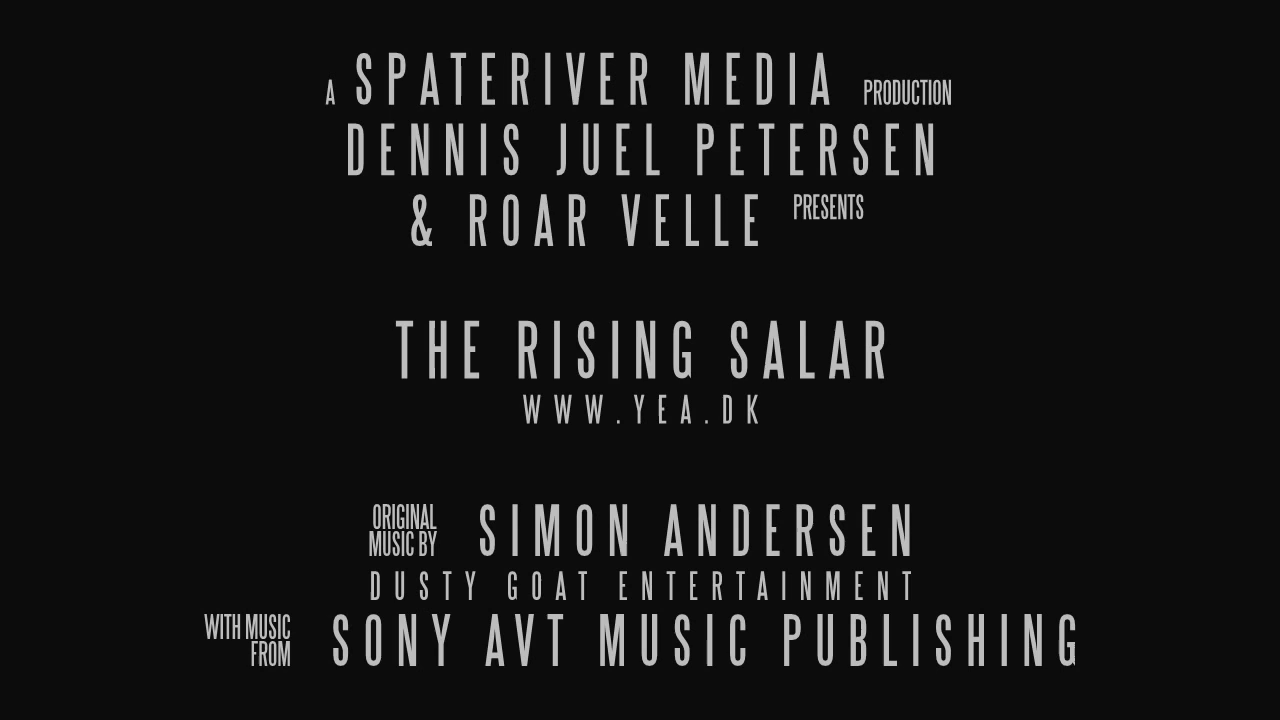 A SPATERIVER MEDIA PRODUCTION
DENNIS JUEL PETERSEN
& ROAR VELLE PRESENTS
THE RISING SALAR
WWW.YEA.DK
ORIGINAL MUSIC BY SIMON ANDERSEN
DUSTY GOAT ENTERTAINMENT
WITH MUSIC FROM SONY AVT MUSIC PUBLISHING